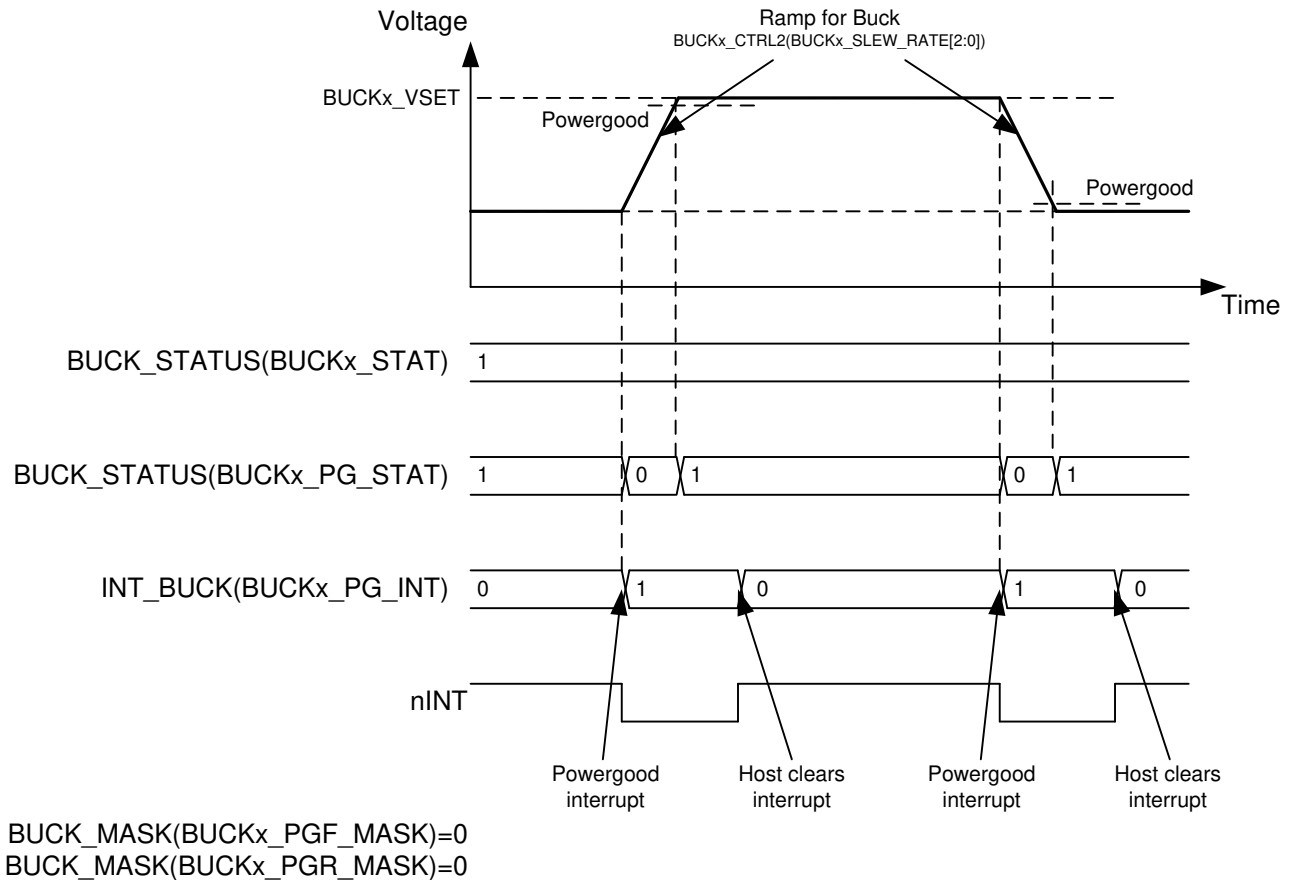 Voltage
Ramp for Buck
BUCKx_CTRL2(BUCKx_SLEW_RATE[2:0])
BUCKx_VSET
Powergood
Powergood
Time
BUCK_STATUS(BUCKx_STAT) 1
BUCK_STATUS(BUCKx_PG_STAT) 1 0 1 0 1
INT_BUCK(BUCKx_PG_INT) 0 1 0 1 0
nINT
Powergood
interrupt
Host clears
interrupt
Powergood
interrupt
Host clears
interrupt
BUCK_MASK(BUCKx_PGF_MASK)=0
BUCK_MASK(BUCKx_PGR_MASK)=0